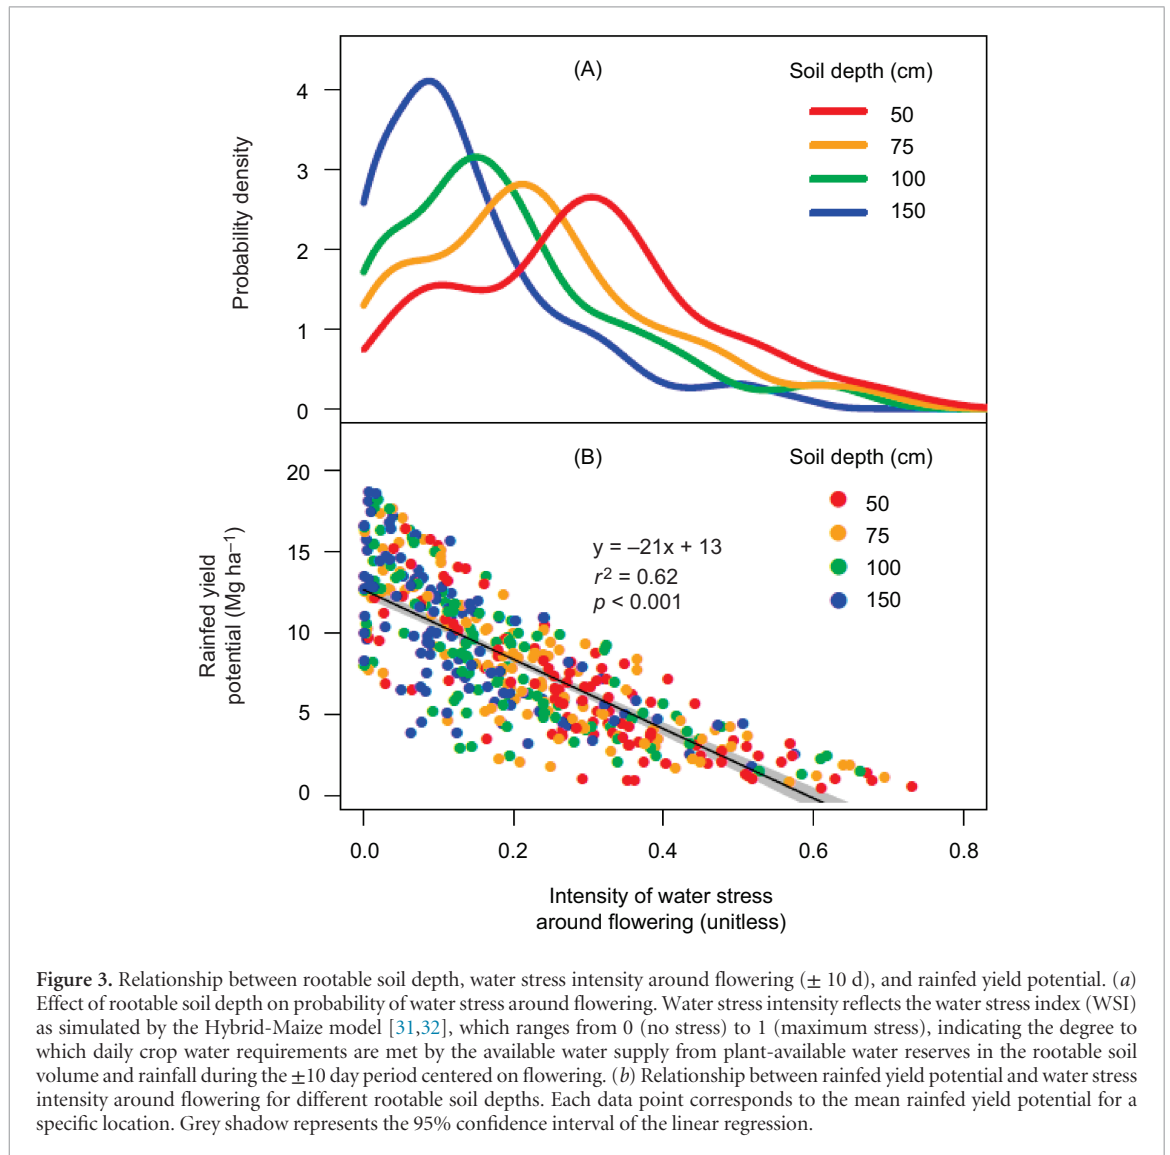 (A)
Soil depth (cm)
50
75
100
150
Probability density
4
3
2
1
0
(B)
Soil depth (cm)
50
75
100
150
y = –21x + 13
r² = 0.62
p < 0.001
Rainfed yield
potential (Mg ha⁻¹)
20
15
10
5
0
0.0 0.2 0.4 0.6 0.8
Intensity of water stress
around flowering (unitless)
Figure 3. Relationship between rootable soil depth, water stress intensity around flowering (± 10 d), and rainfed yield potential. (a)
Effect of rootable soil depth on probability of water stress around flowering. Water stress intensity reflects the water stress index (WSI)
as simulated by the Hybrid-Maize model [31,32], which ranges from 0 (no stress) to 1 (maximum stress), indicating the degree to
which daily crop water requirements are met by the available water supply from plant-available water reserves in the rootable soil
volume and rainfall during the ±10 day period centered on flowering. (b) Relationship between rainfed yield potential and water stress
intensity around flowering for different rootable soil depths. Each data point corresponds to the mean rainfed yield potential for a
specific location. Grey shadow represents the 95% confidence interval of the linear regression.